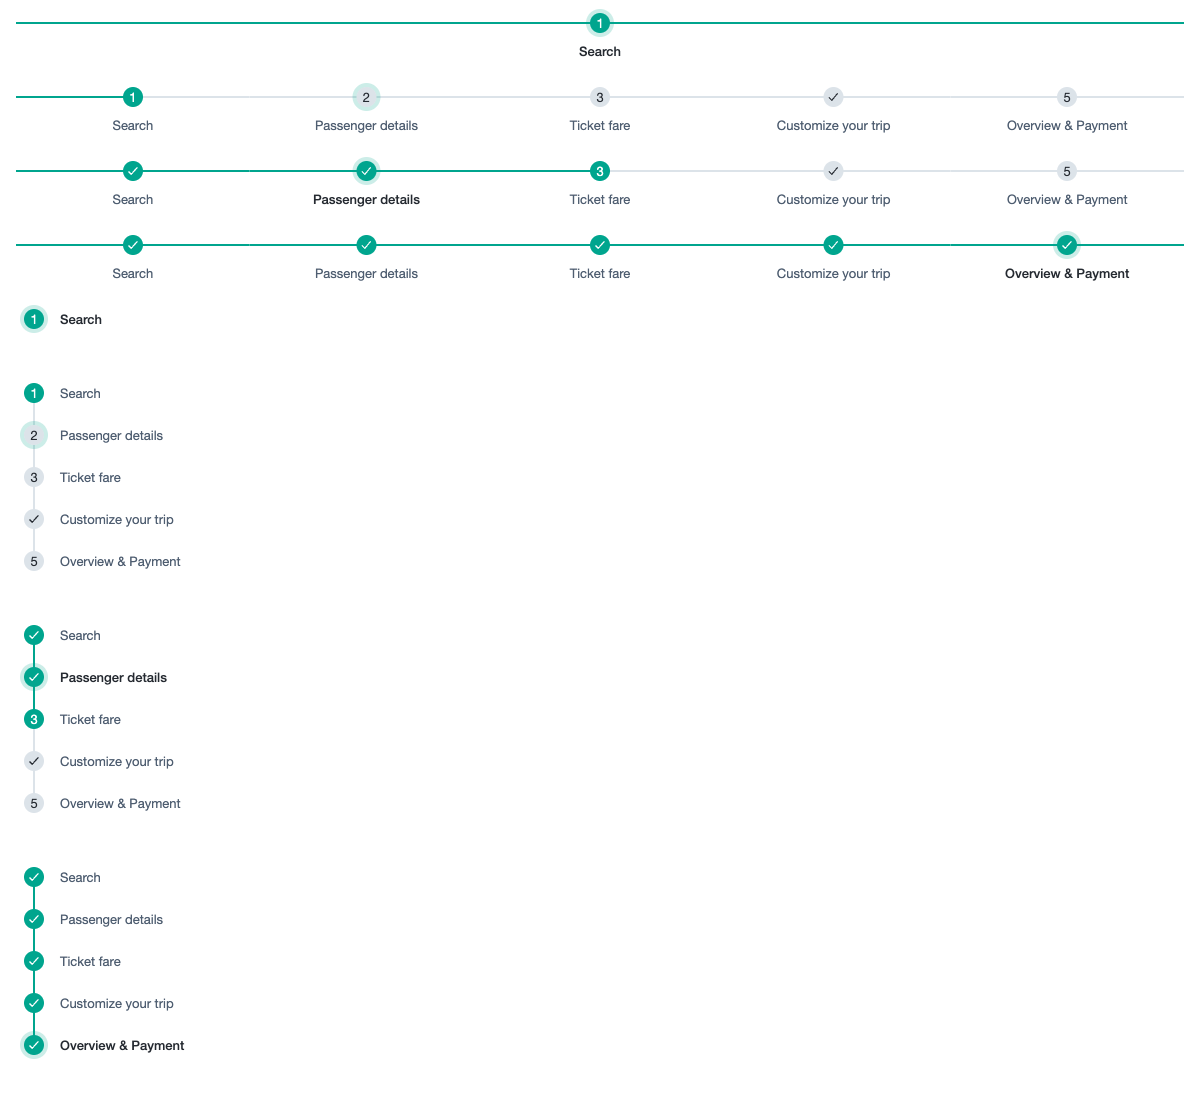 1
Search
1 2 3 5
Search Passenger details Ticket fare Customize your trip Overview & Payment
3 5
Search Passenger details Ticket fare Customize your trip Overview & Payment
Search Passenger details Ticket fare Customize your trip Overview & Payment
1 Search
1 Search
2 Passenger details
3 Ticket fare
Customize your trip
5 Overview & Payment
Search
Passenger details
3 Ticket fare
Customize your trip
5 Overview & Payment
Search
Passenger details
Ticket fare
Customize your trip
Overview & Payment